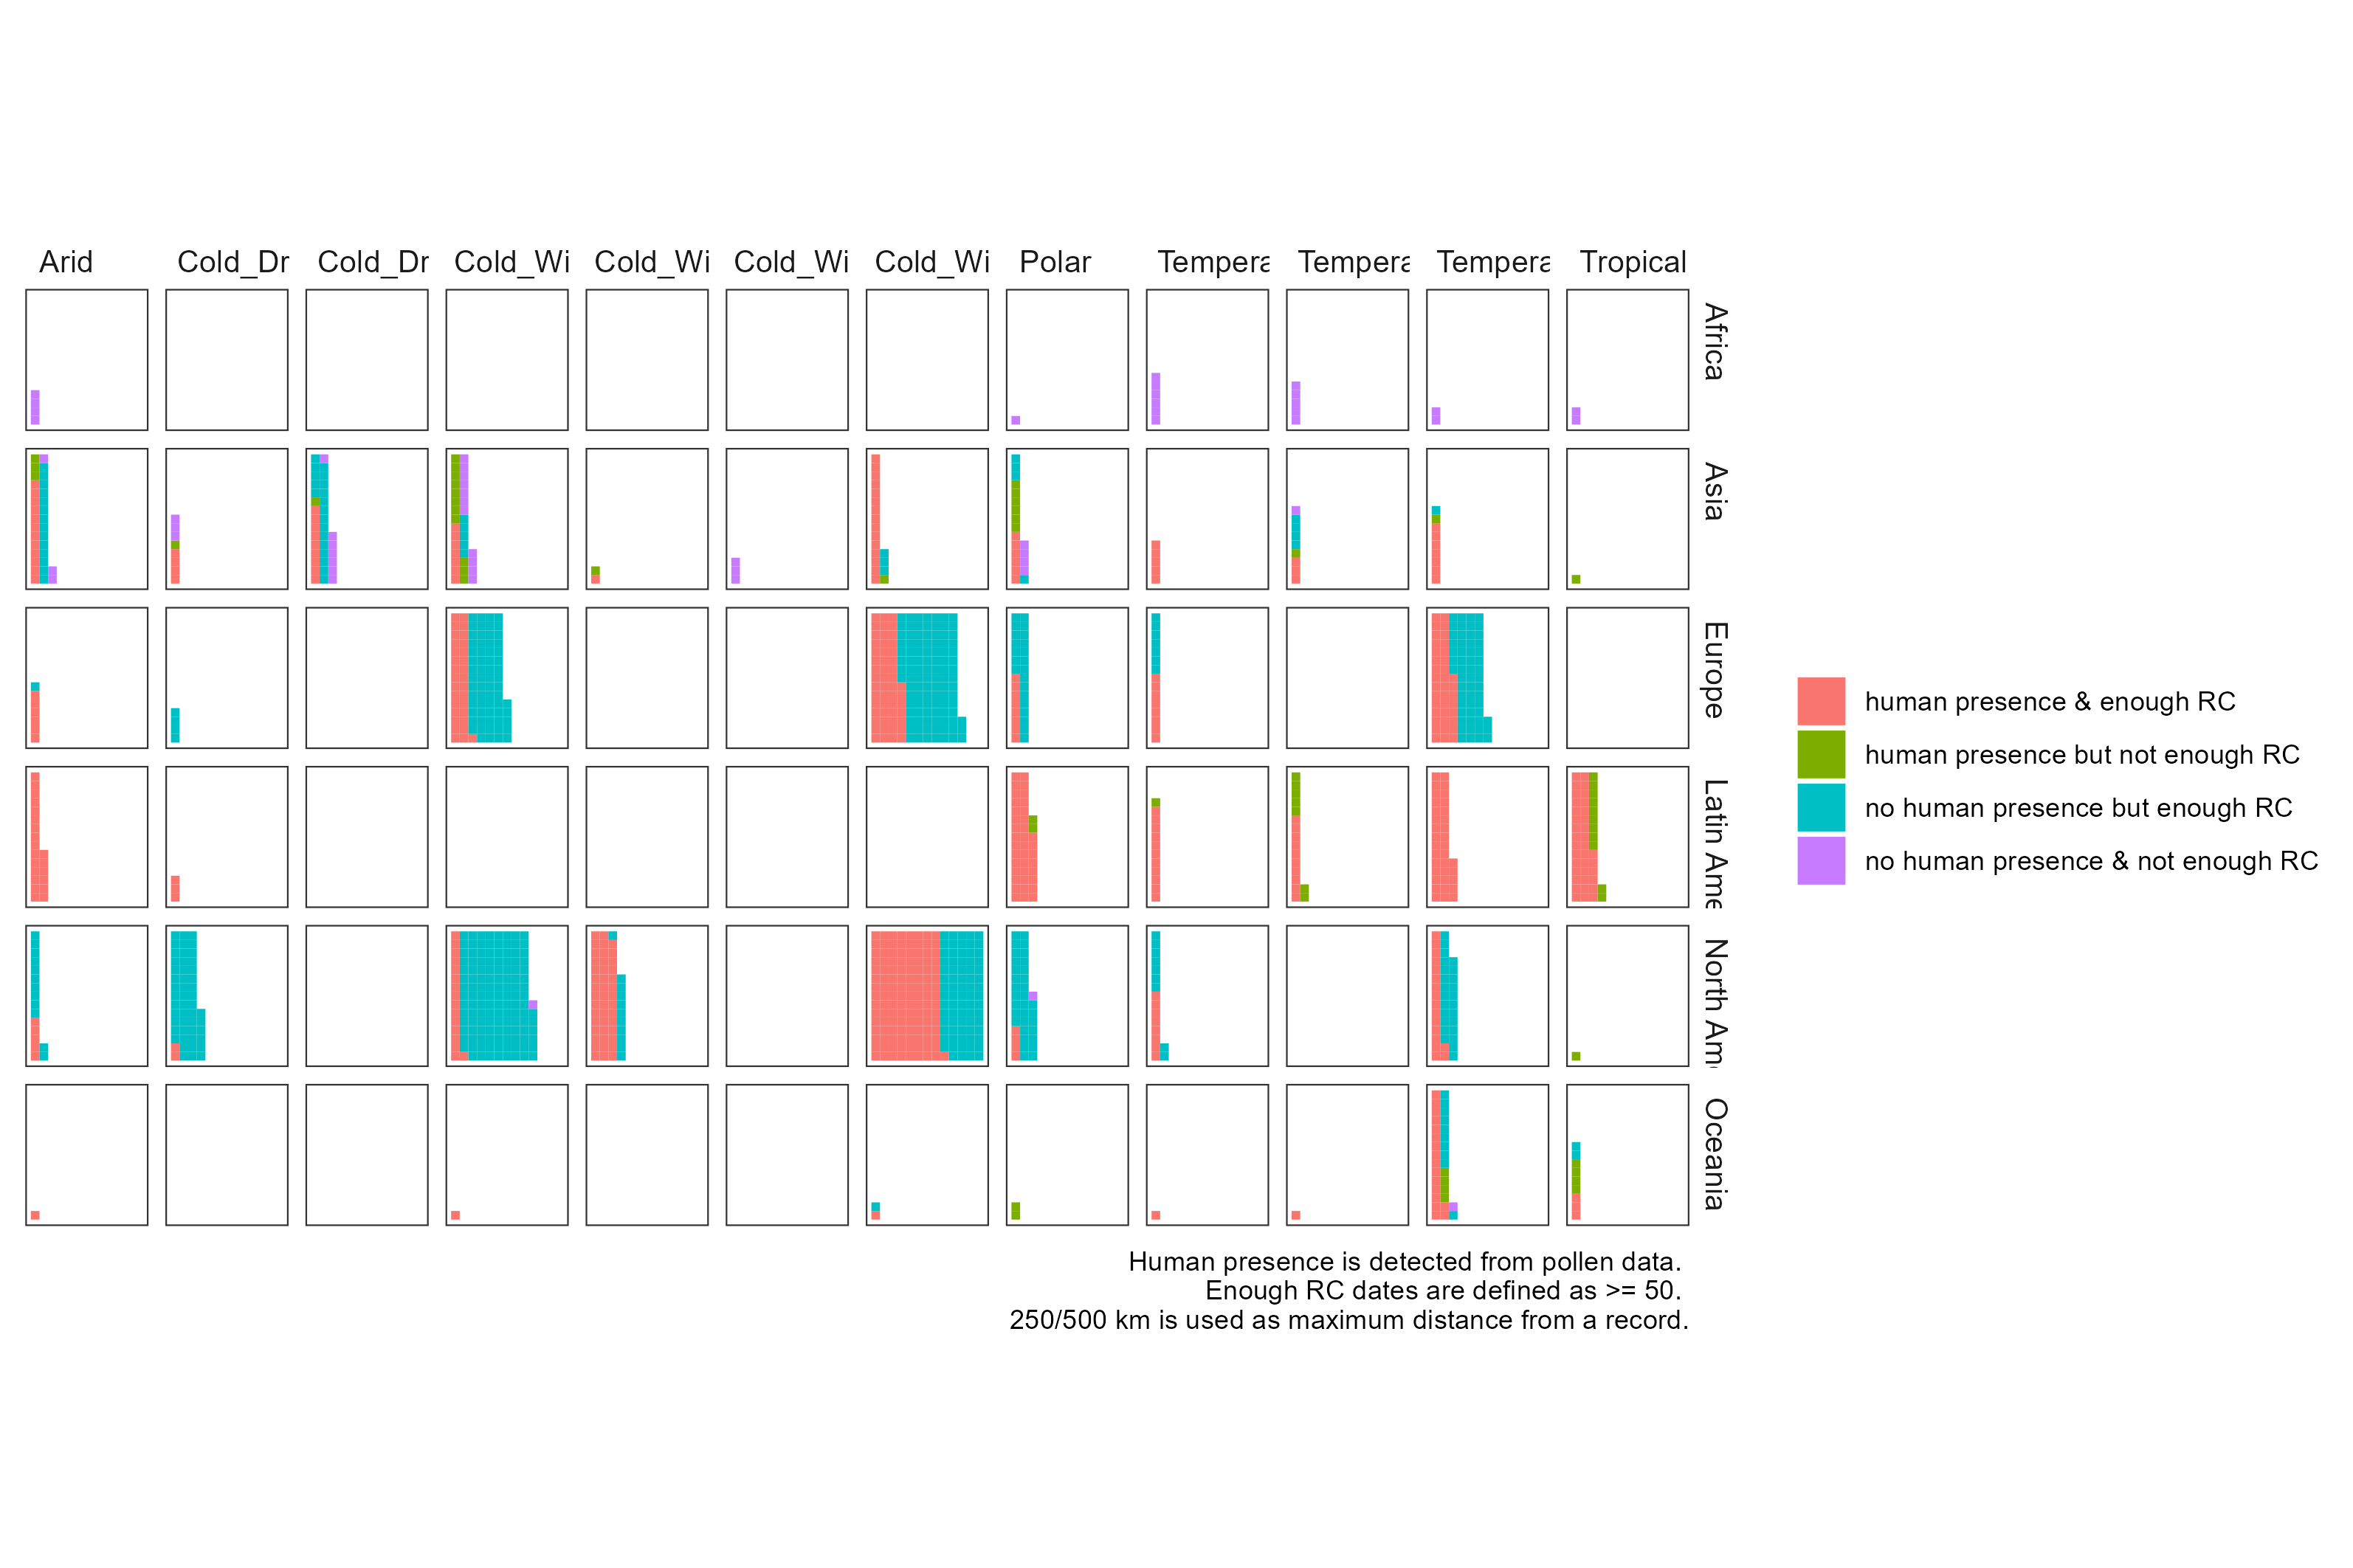 Arid
Cold_Dr
Cold_Dr
Cold_Wi
Cold_Wi
Cold_Wi
Cold_Wi
Polar
Tempera
Tempera
Tempera
Tropical
Africa
Asia
Europe
Latin Ame
North Ame
Oceania
human presence & enough RC
human presence but not enough RC
no human presence but enough RC
no human presence & not enough RC
Human presence is detected from pollen data.
Enough RC dates are defined as >= 50.
250/500 km is used as maximum distance from a record.